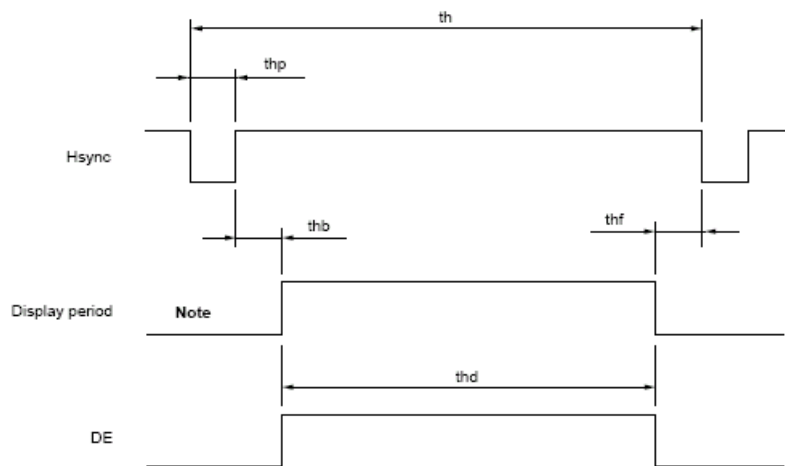 th
thp
Hsync
thb
thf
Display period
Note
thd
DE